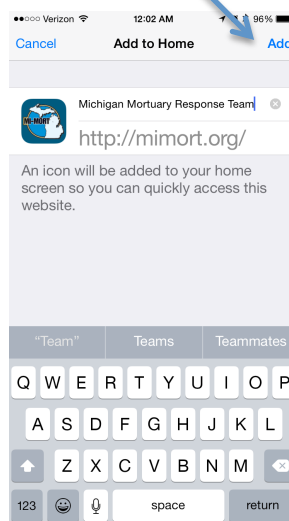 Verizon 12:02 AM 96%
Cancel Add to Home Add
MI-MORT
Michigan Mortuary Response Team
http://mimort.org/
An icon will be added to your home
screen so you can quickly access this
website.
“Team” Teams Teammates
Q W E R T Y U I O P
A S D F G H J K L
Z X C V B N M
123 space return